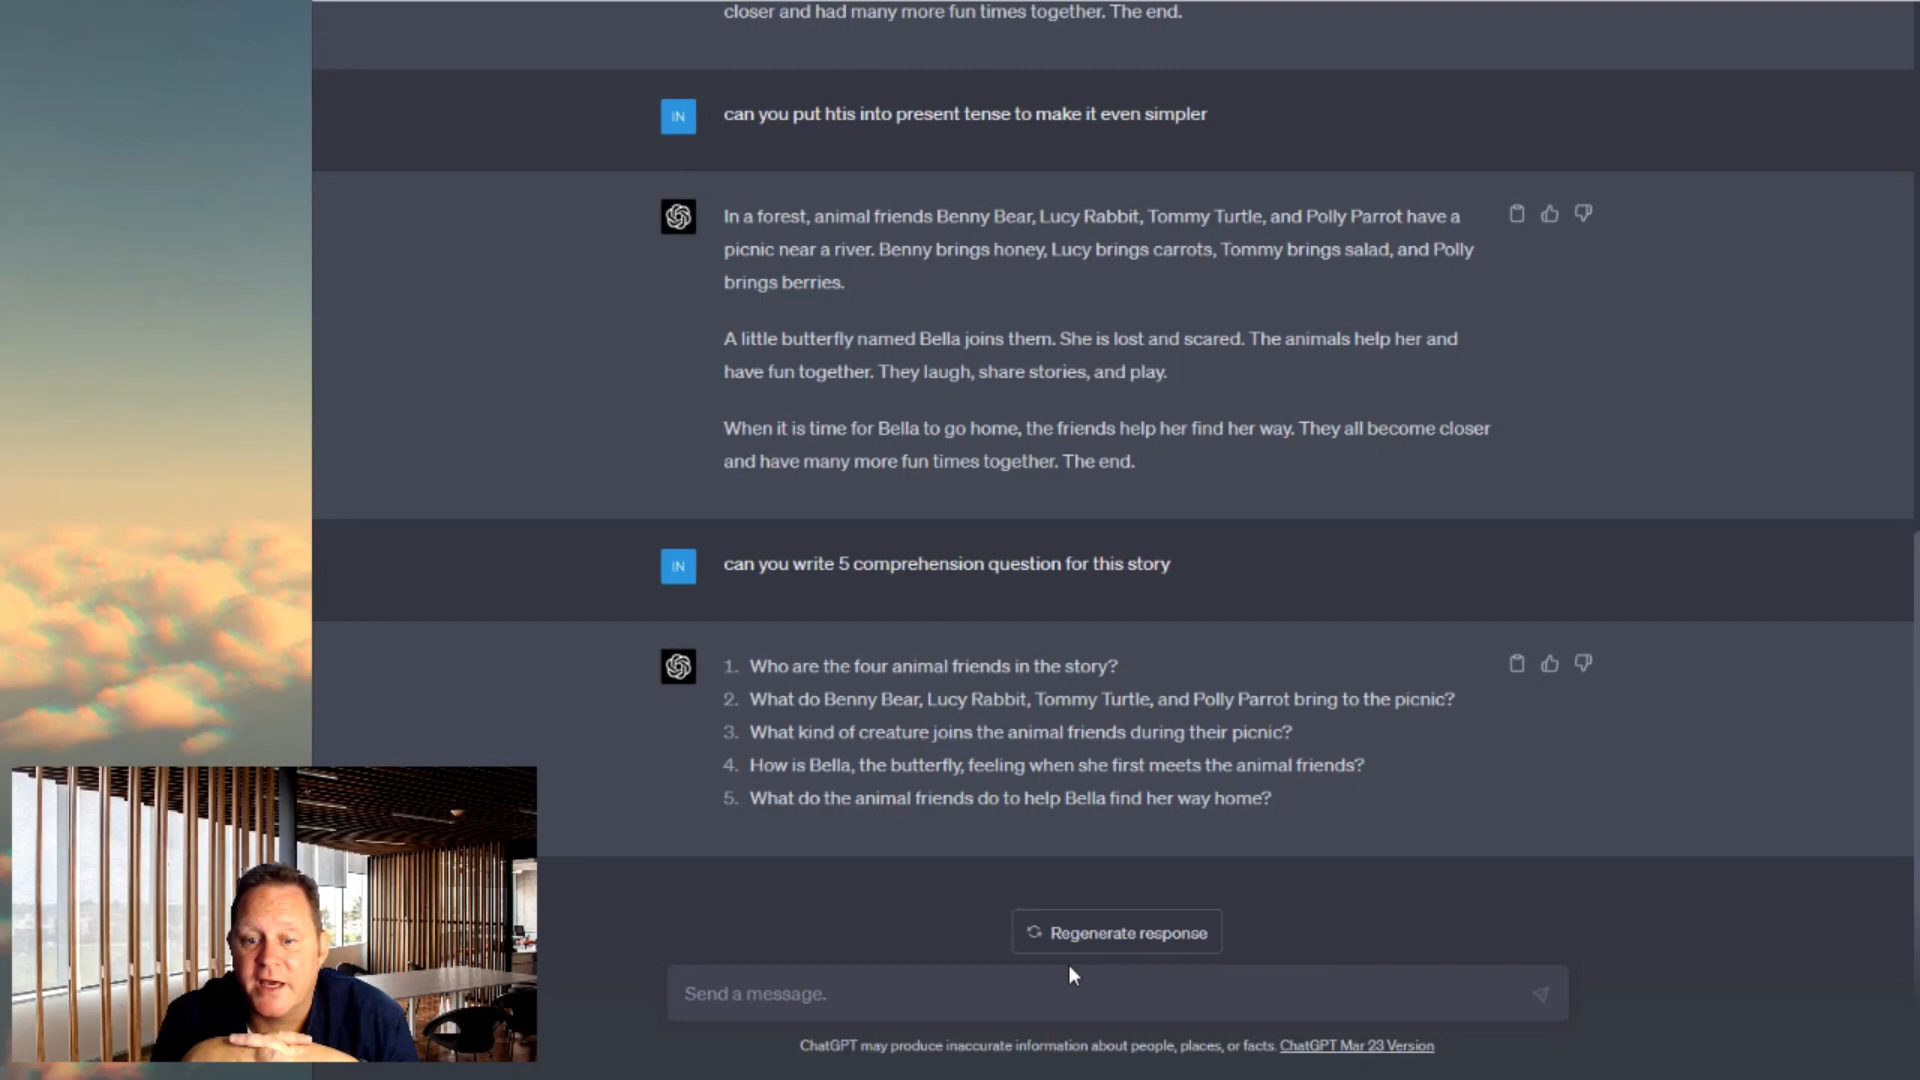 closer and had many more fun times together. The end.
IN
can you put htis into present tense to make it even simpler
In a forest, animal friends Benny Bear, Lucy Rabbit, Tommy Turtle, and Polly Parrot have a
picnic near a river. Benny brings honey, Lucy brings carrots, Tommy brings salad, and Polly
brings berries.
A little butterfly named Bella joins them. She is lost and scared. The animals help her and
have fun together. They laugh, share stories, and play.
When it is time for Bella to go home, the friends help her find her way. They all become closer
and have many more fun times together. The end.
IN
can you write 5 comprehension question for this story
1. Who are the four animal friends in the story?
2. What do Benny Bear, Lucy Rabbit, Tommy Turtle, and Polly Parrot bring to the picnic?
3. What kind of creature joins the animal friends during their picnic?
4. How is Bella, the butterfly, feeling when she first meets the animal friends?
5. What do the animal friends do to help Bella find her way home?
Regenerate response
Send a message.
ChatGPT may produce inaccurate information about people, places, or facts. ChatGPT Mar 23 Version